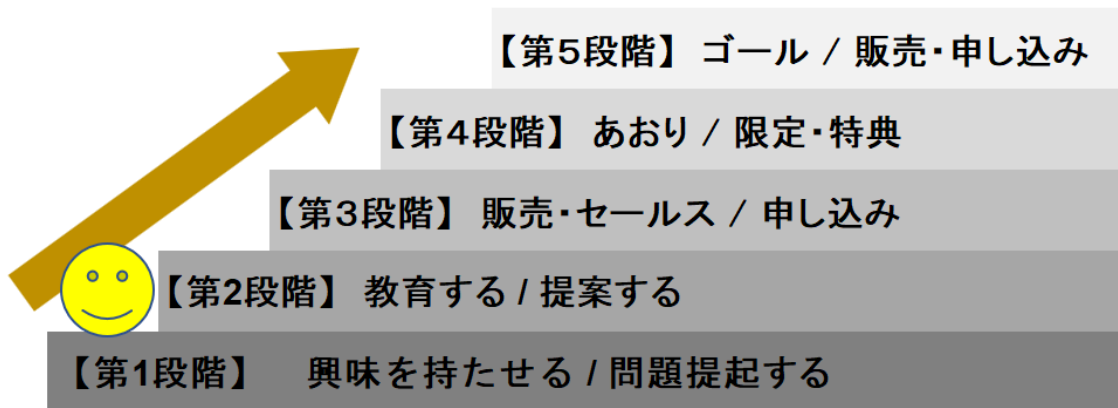 【第5段階】 ゴール / 販売・申し込み
【第4段階】 あおり / 限定・特典
【第3段階】 販売・セールス / 申し込み
【第2段階】 教育する / 提案する
【第1段階】 興味を持たせる / 問題提起する